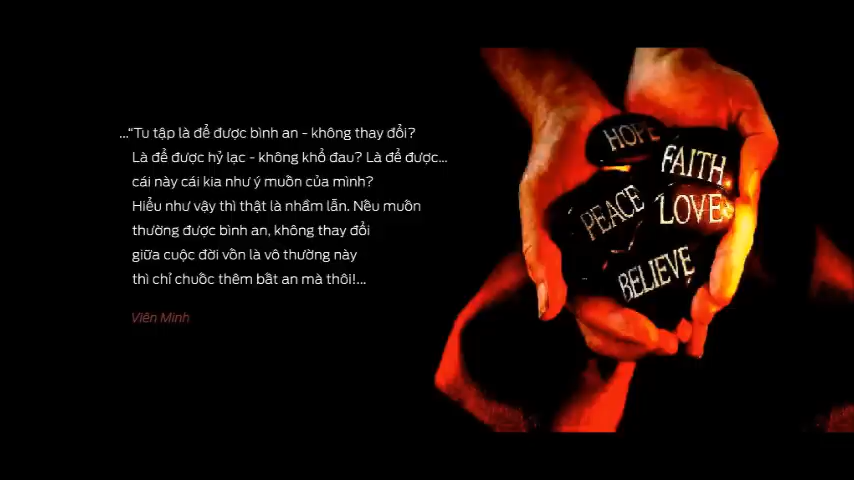 ...“Tu tập là để được bình an - không thay đổi?
Là để được hỷ lạc - không khổ đau? Là để được...
cái này cái kia như ý muốn của mình?
Hiểu như vậy thì thật là nhầm lẫn. Nếu muốn
thường được bình an, không thay đổi
giữa cuộc đời vốn là vô thường này
thì chỉ chuốc thêm bất an mà thôi!...
Viên Minh
HOPE
FAITH
PEACE
LOVE
BELIEVE